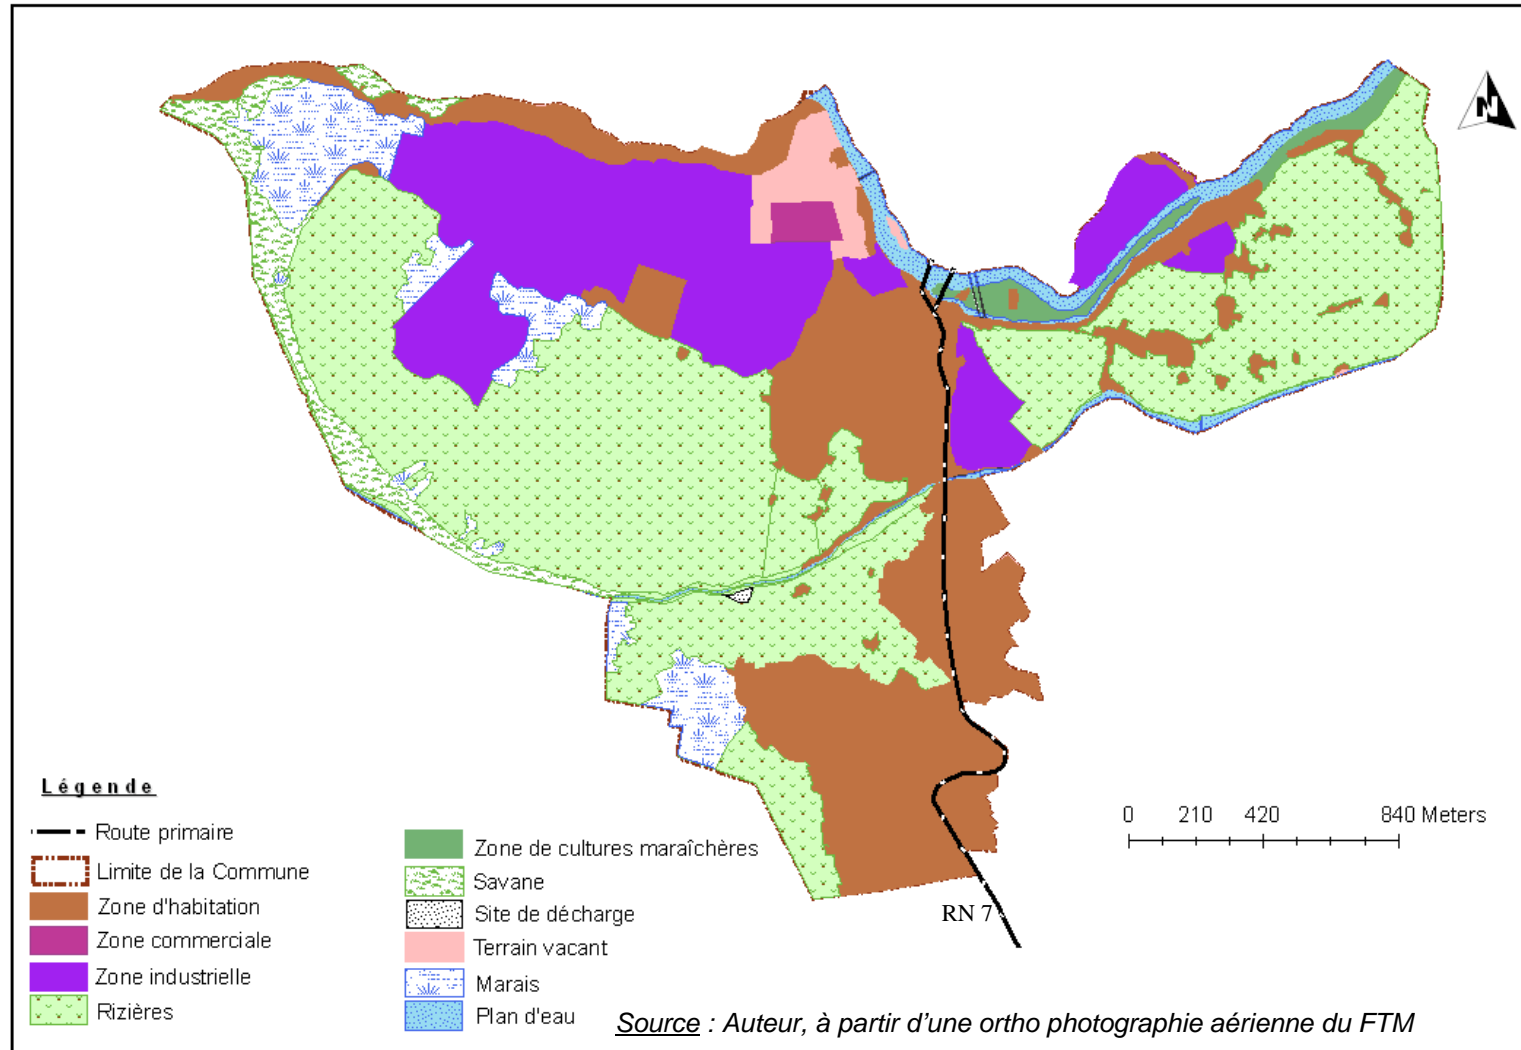 N
Légende
Route primaire
Limite de la Commune
Zone d'habitation
Zone commerciale
Zone industrielle
Rizières
Zone de cultures maraîchères
Savane
Site de décharge
Terrain vacant
Marais
Plan d'eau
RN 7
0 210 420 840 Meters
Source : Auteur, à partir d'une ortho photographie aérienne du FTM